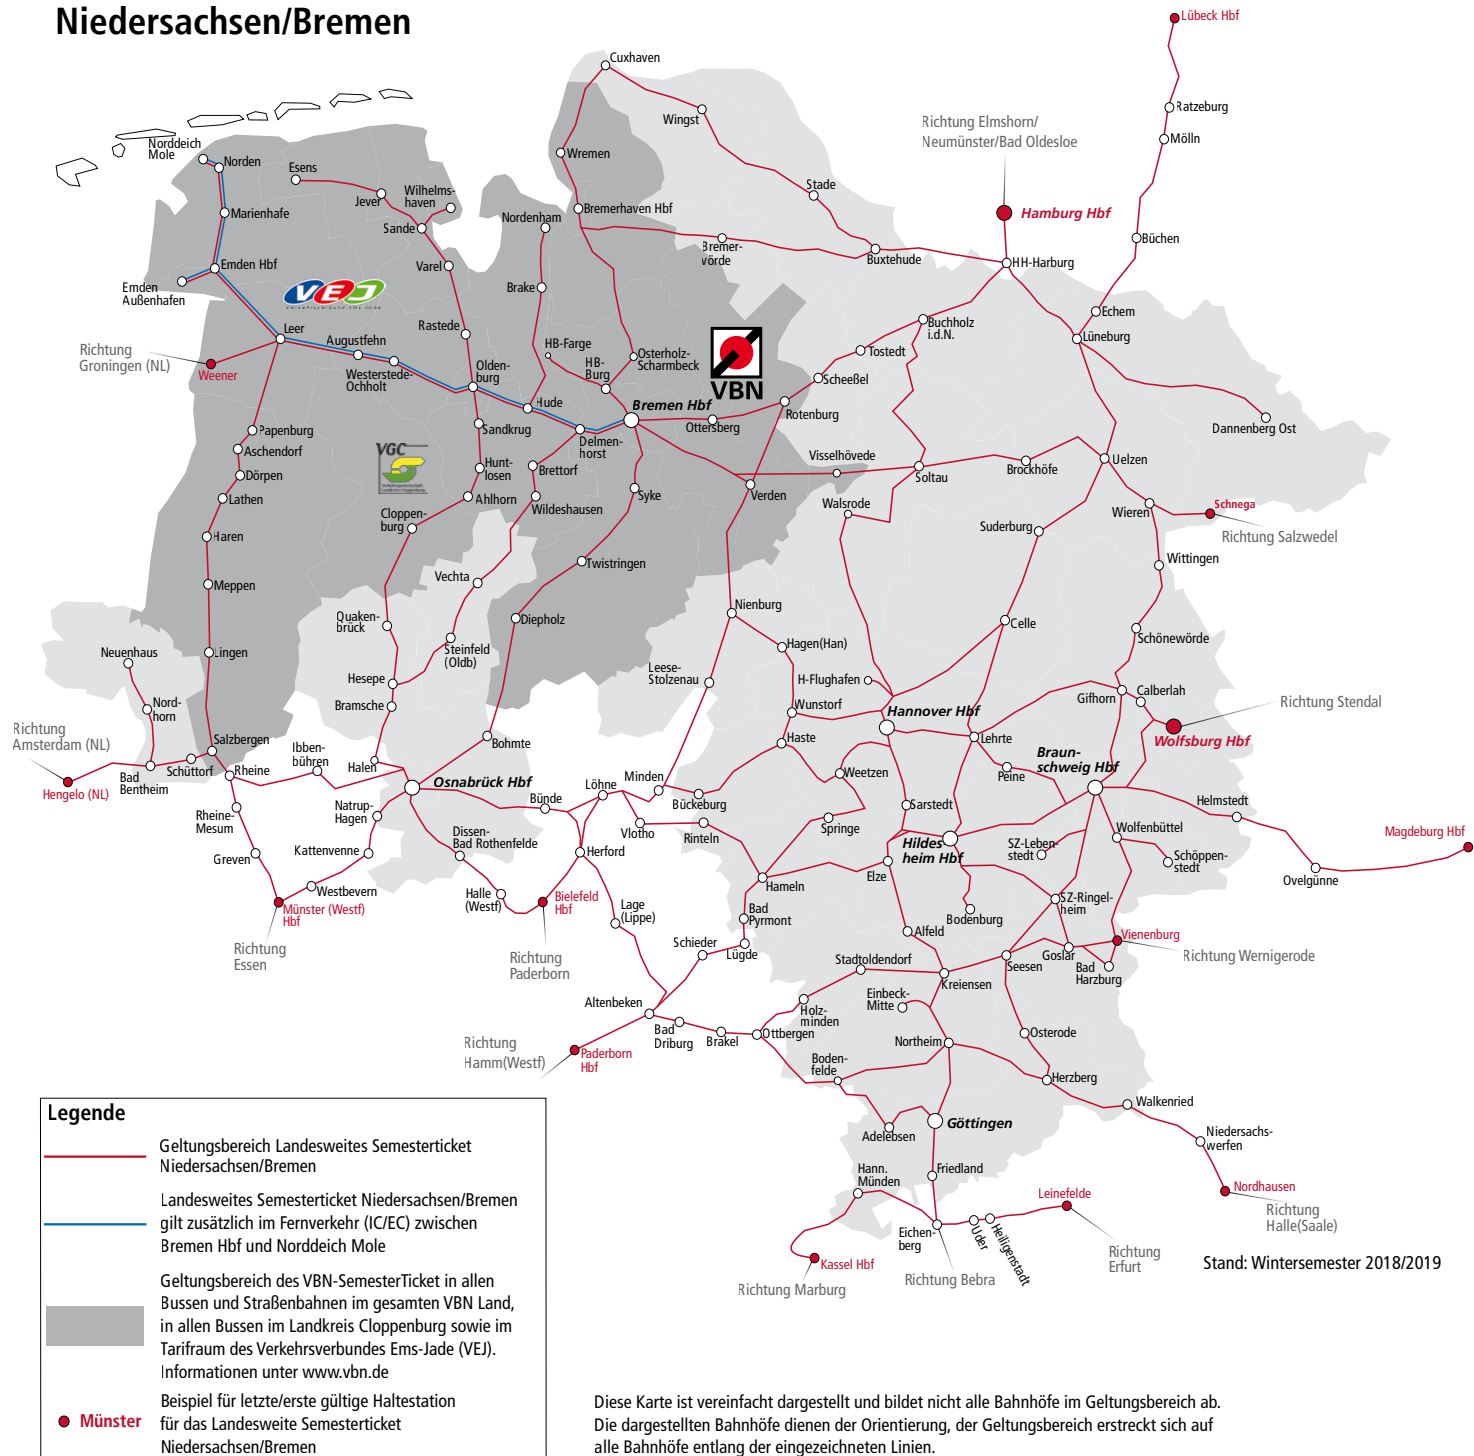 Niedersachsen/Bremen
Lübeck Hbf
Cuxhaven
Ratzeburg
Wingst
Richtung Elmshorn/
Neumünster/Bad Oldesloe
Mölln
Norddeich
Mole
Norden
Esens
Wremen
Jever
Wilhelms-
haven
Stade
Marienhafe
Nordenham
Bremerhaven Hbf
Hamburg Hbf
Sande
Büchen
Bremer-
vörde
Buxtehude
HH-Harburg
Emden Hbf
Varel
Emden
Außenhafen
VEJ
Brake
Echem
Leer
Rastede
Buchholz
i.d.N.
Lüneburg
Augustfehn
HB-Farge
Osterholz-
Scharmbeck
Tostedt
Richtung
Groningen (NL)
Weener
Westerstede-
Ochholt
Olden-
burg
HB-
Burg
VBN
Scheeßel
Hude
Bremen Hbf
Rotenburg
Ottersberg
Dannenberg Ost
Papenburg
Sandkrug
Delmen-
horst
Aschendorf
VGC
Visselhövede
Brockhöfe
Uelzen
Dörpen
Hunt-
losen
Brettorf
Soltau
Lathen
Ahlhorn
Wildeshausen
Syke
Verden
Walsrode
Schnega
Cloppen-
burg
Wieren
Suderburg
Haren
Richtung Salzwedel
Wittingen
Twistringen
Meppen
Vechta
Nienburg
Quaken-
brück
Diepholz
Celle
Schönewörde
Steinfeld
(Oldb)
Hagen(Han)
Neuenhaus
Lingen
Leese-
Stolzenau
H-Flughafen
Hesepe
Calberlah
Gifhorn
Nord-
horn
Bramsche
Wunstorf
Hannover Hbf
Richtung Stendal
Richtung
Amsterdam (NL)
Salzbergen
Bohmte
Haste
Lehrte
Wolfsburg Hbf
Ibben-
büren
Braun-
schweig Hbf
Schüttorf
Rheine
Halen
Weetzen
Peine
Bad
Bentheim
Hengelo (NL)
Osnabrück Hbf
Löhne
Minden
Bünde
Bückeburg
Sarstedt
Helmstedt
Rheine-
Mesum
Natrup-
Hagen
Vlotho
Rinteln
Springe
Wolfenbüttel
Magdeburg Hbf
Dissen-
Bad Rothenfelde
Hildes
heim Hbf
SZ-Leben-
stedt
Greven
Kattenvenne
Herford
Schöppen-
stedt
Elze
Ovelgünne
Westbevern
Halle
(Westf)
Bielefeld
Hbf
Hameln
SZ-Ringel-
heim
Münster (Westf)
Hbf
Lage
(Lippe)
Bad
Pyrmont
Bodenburg
Alfeld
Vienenburg
Richtung
Essen
Richtung
Paderborn
Schieder
Lügde
Stadtoldendorf
Seesen
Goslar
Bad
Harzburg
Richtung Wernigerode
Kreiensen
Altenbeken
Einbeck-
Mitte
Holz-
minden
Bad
Driburg
Brakel
Ottbergen
Osterode
Richtung
Hamm(Westf)
Paderborn
Hbf
Northeim
Boden-
felde
Herzberg
Walkenried
Adelebsen
Göttingen
Niedersachs-
werfen
Hann.
Münden
Friedland
Leinefelde
Nordhausen
Richtung
Halle(Saale)
Eichen-
berg
Uder
Heiligenstadt
Richtung
Erfurt
Kassel Hbf
Richtung Marburg
Richtung Bebra
Stand: Wintersemester 2018/2019
Legende
Geltungsbereich Landesweites Semesterticket
Niedersachsen/Bremen
Landesweites Semesterticket Niedersachsen/Bremen
gilt zusätzlich im Fernverkehr (IC/EC) zwischen
Bremen Hbf und Norddeich Mole
Geltungsbereich des VBN-SemesterTicket in allen
Bussen und Straßenbahnen im gesamten VBN Land,
in allen Bussen im Landkreis Cloppenburg sowie im
Tarifraum des Verkehrsverbundes Ems-Jade (VEJ).
Informationen unter www.vbn.de
Münster
Beispiel für letzte/erste gültige Haltestation
für das Landesweite Semesterticket
Niedersachsen/Bremen
Diese Karte ist vereinfacht dargestellt und bildet nicht alle Bahnhöfe im Geltungsbereich ab.
Die dargestellten Bahnhöfe dienen der Orientierung, der Geltungsbereich erstreckt sich auf
alle Bahnhöfe entlang der eingezeichneten Linien.